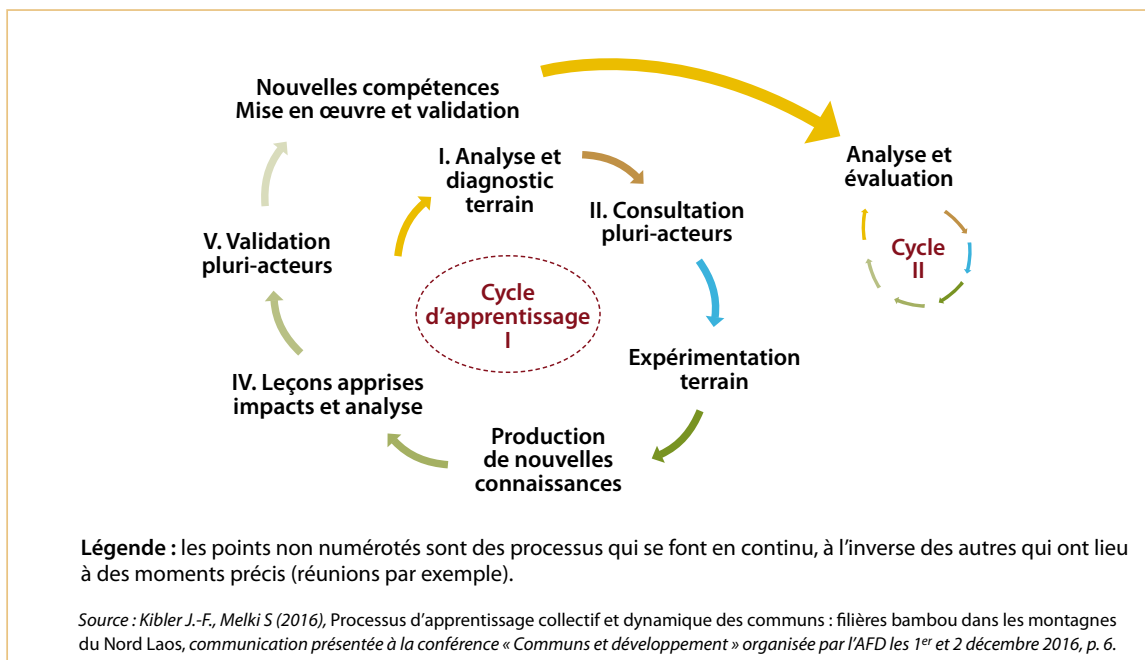 Nouvelles compétences
Mise en œuvre et validation
I. Analyse et
diagnostic
terrain
II. Consultation
pluri-acteurs
Expérimentation
terrain
Production
de nouvelles
connaissances
IV. Leçons apprises
impacts et analyse
V. Validation
pluri-acteurs
Cycle
d’apprentissage
I
Analyse et
évaluation
Cycle
II
Légende : les points non numérotés sont des processus qui se font en continu, à l’inverse des autres qui ont lieu
à des moments précis (réunions par exemple).
Source : Kibler J.-F., Melki S (2016), Processus d’apprentissage collectif et dynamique des communs : filières bambou dans les montagnes
du Nord Laos, communication présentée à la conférence « Communs et développement » organisée par l’AFD les 1er et 2 décembre 2016, p. 6.